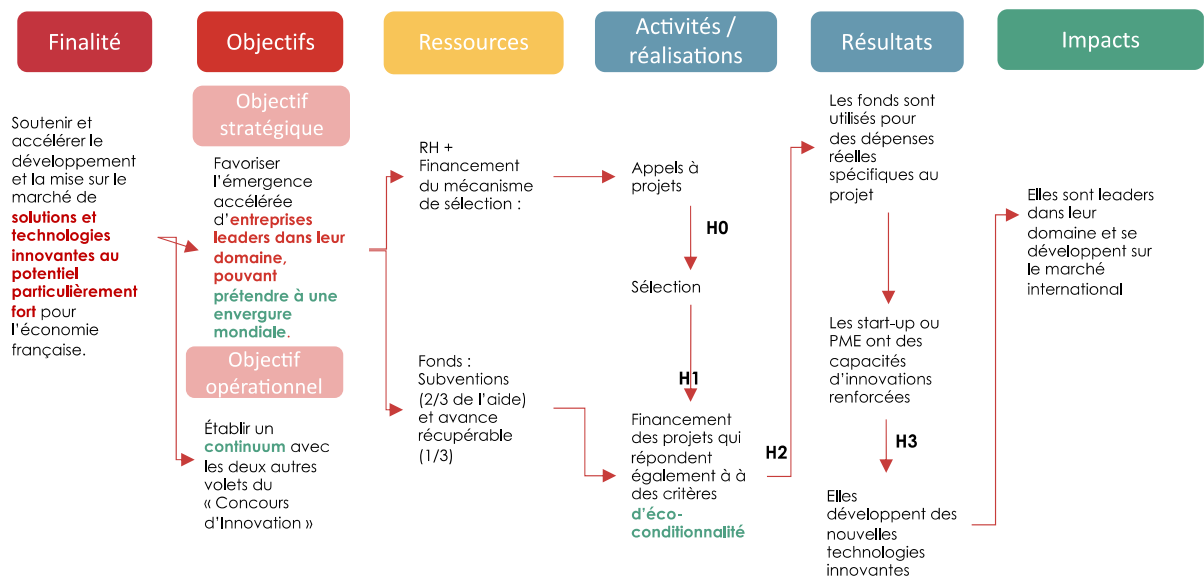 Finalité
Objectifs
Ressources
Activités /
réalisations
Résultats
Impacts
Soutenir et
accélérer le
développement
et la mise sur le
marché de
solutions et
technologies
innovantes au
potentiel
particulièrement
fort pour
l'économie
française.
Objectif
stratégique
Favoriser
l'émergence
accélérée
d'entreprises
leaders dans leur
domaine,
pouvant
prétendre à une
envergure
mondiale.
Objectif
opérationnel
Établir un
continuum avec
les deux autres
volets du
« Concours
d'Innovation »
RH +
Financement
du mécanisme
de sélection :
Fonds :
Subventions
(2/3 de l'aide)
et avance
récupérable
(1/3)
Appels à
projets
H0
Sélection
H1
Financement
des projets qui
répondent
également à à
des critères
d'éco-
conditionnalité
H2
Les fonds sont
utilisés pour
des dépenses
réelles
spécifiques au
projet
Les start-up ou
PME ont des
capacités
d'innovations
renforcées
H3
Elles
développent des
nouvelles
technologies
innovantes
Elles sont leaders
dans leur
domaine et se
développent sur
le marché
international